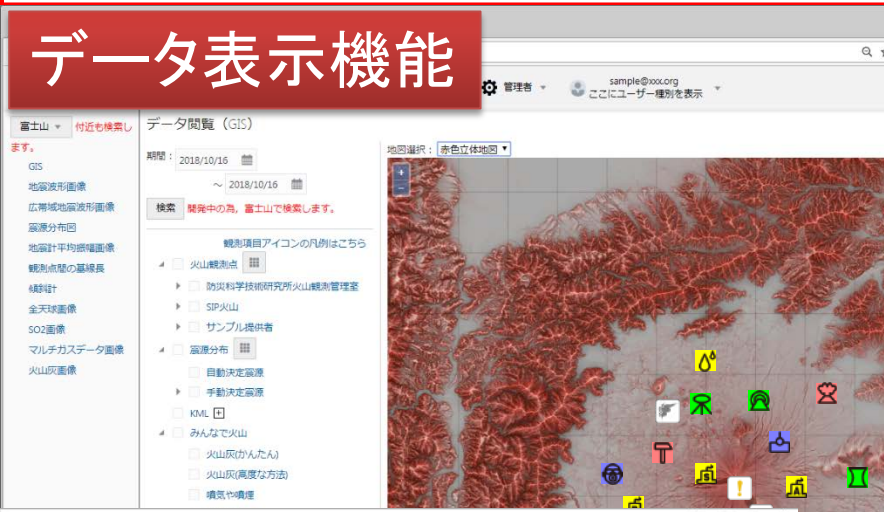 データ表示機能
管理者
sample@xxx.org
ここにユーザー種別を表示
富士山
付近も検索し
ます。
GIS
地震波形画像
広帯域地震波形画像
震源分布図
地震計平均振幅画像
観測点間の基線長
傾斜計
全天球画像
SO2画像
マルチガスデータ画像
火山灰画像
データ閲覧（GIS）
期間：
2018/10/16
～ 2018/10/16
検索 開発中の為，富士山で検索します。
観測項目アイコンの凡例はこちら
火山観測点
防災科学技術研究所火山観測管理室
SIP火山
サンプル提供者
震源分布
自動決定震源
手動決定震源
KML
みんなで火山
火山灰(かんたん)
火山灰(高度な方法)
噴気や噴煙
地図選択： 赤色立体地図
S
A